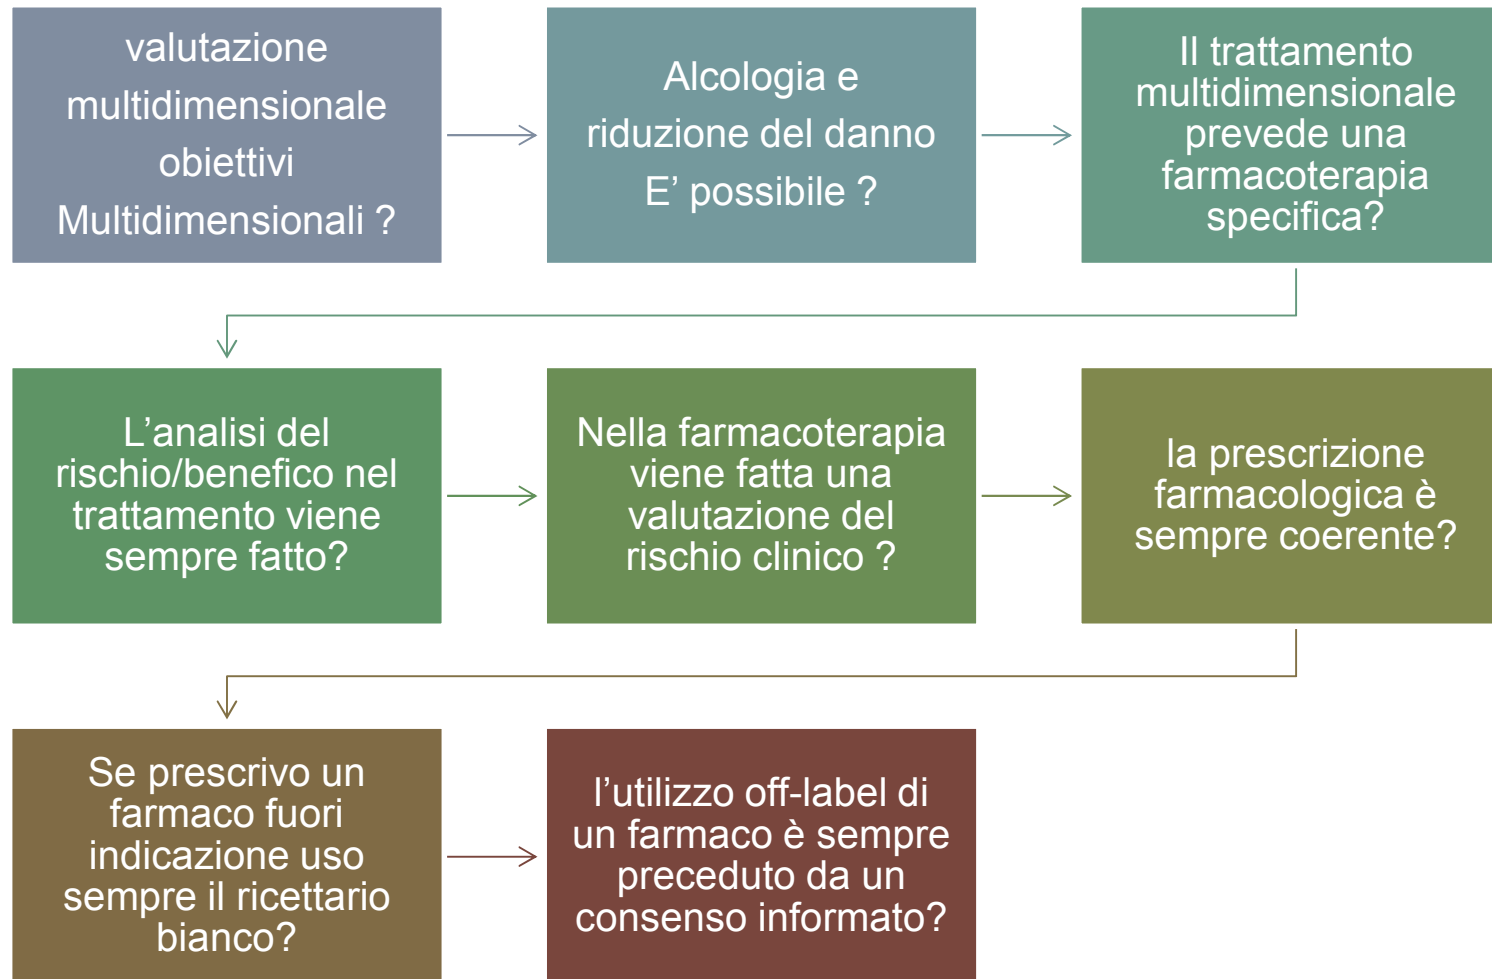 valutazione
multidimensionale
obiettivi
Multidimensionali ?
Alcologia e
riduzione del danno
E’ possibile ?
Il trattamento
multidimensionale
prevede una
farmacoterapia
specifica?
L’analisi del
rischio/benefico nel
trattamento viene
sempre fatto?
Nella farmacoterapia
viene fatta una
valutazione del
rischio clinico ?
la prescrizione
farmacologica è
sempre coerente?
Se prescrivo un
farmaco fuori
indicazione uso
sempre il ricettario
bianco?
l’utilizzo off-label di
un farmaco è sempre
preceduto da un
consenso informato?